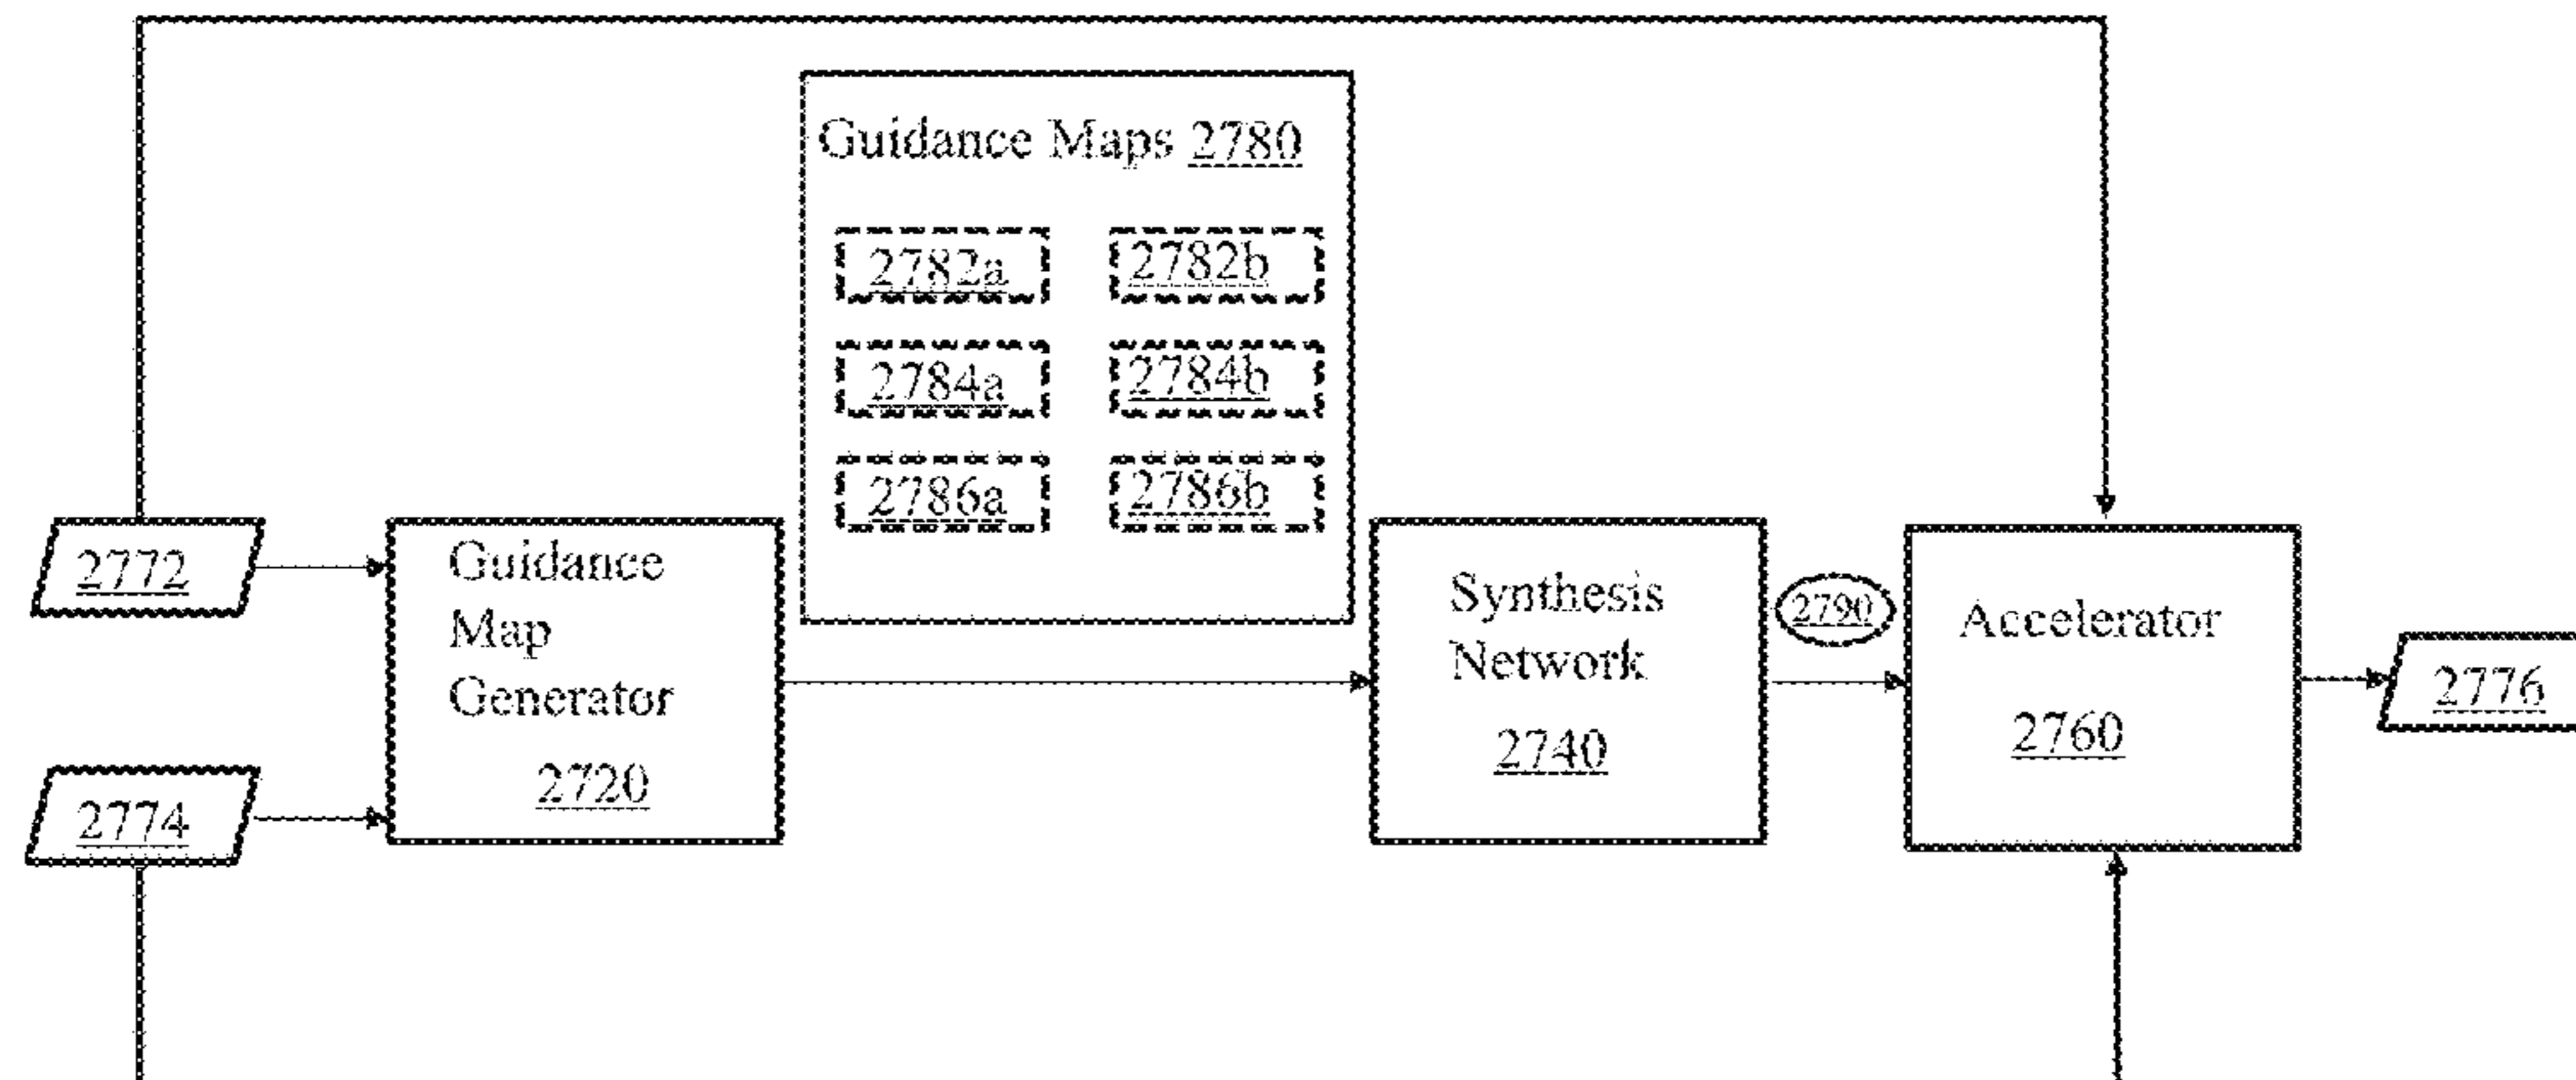 Guidance Maps 2780
2782a
2782b
2784a
2784b
2786a
2786b
2772
2774
Guidance
Map
Generator
2720
Synthesis
Network
2740
2790
Accelerator
2760
2776